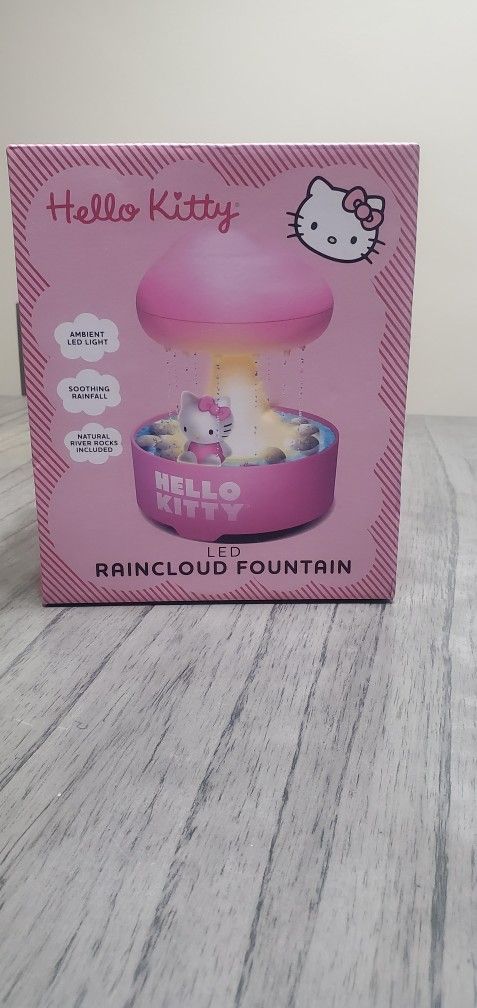 Hello Kitty
AMBIENT
LED LIGHT
SOOTHING
RAINFALL
NATURAL
RIVER ROCKS
INCLUDED
HELLO
KITTY
LED
RAINCLOUD FOUNTAIN